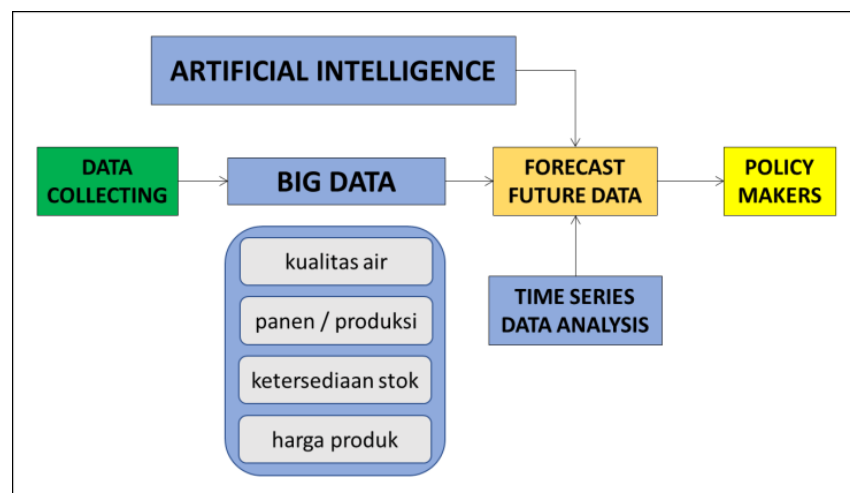 ARTIFICIAL INTELLIGENCE
DATA
COLLECTING
BIG DATA
FORECAST
FUTURE DATA
POLICY
MAKERS
kualitas air
panen / produksi
ketersediaan stok
harga produk
TIME SERIES
DATA ANALYSIS